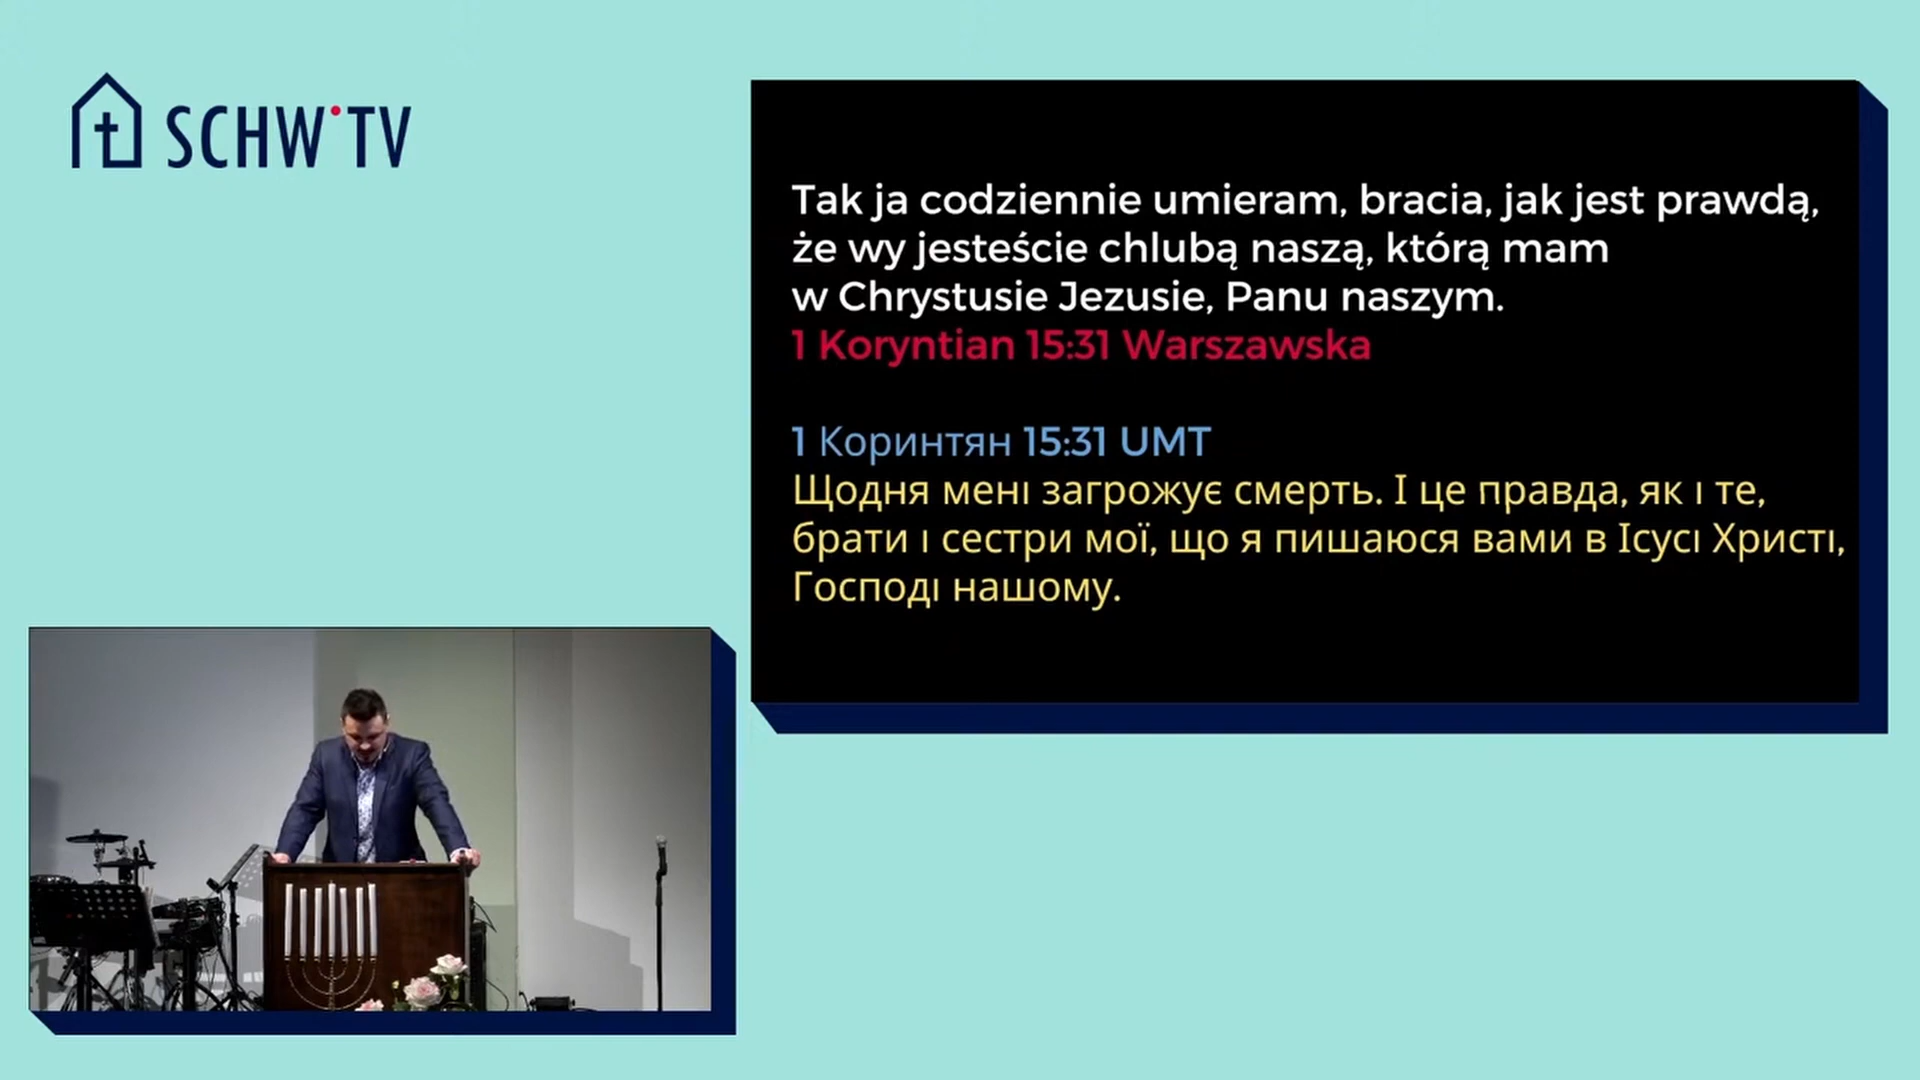 SCHW TV
Tak ja codziennie umieram, bracia, jak jest prawdą,
że wy jesteście chlubą naszą, którą mam
w Chrystusie Jezusie, Panu naszym.
1 Koryntian 15:31 Warszawska
1 Коринтян 15:31 UMT
Щодня мені загрожує смерть. І це правда, як і те,
брати і сестри мої, що я пишаюся вами в Ісусі Христі,
Господі нашому.